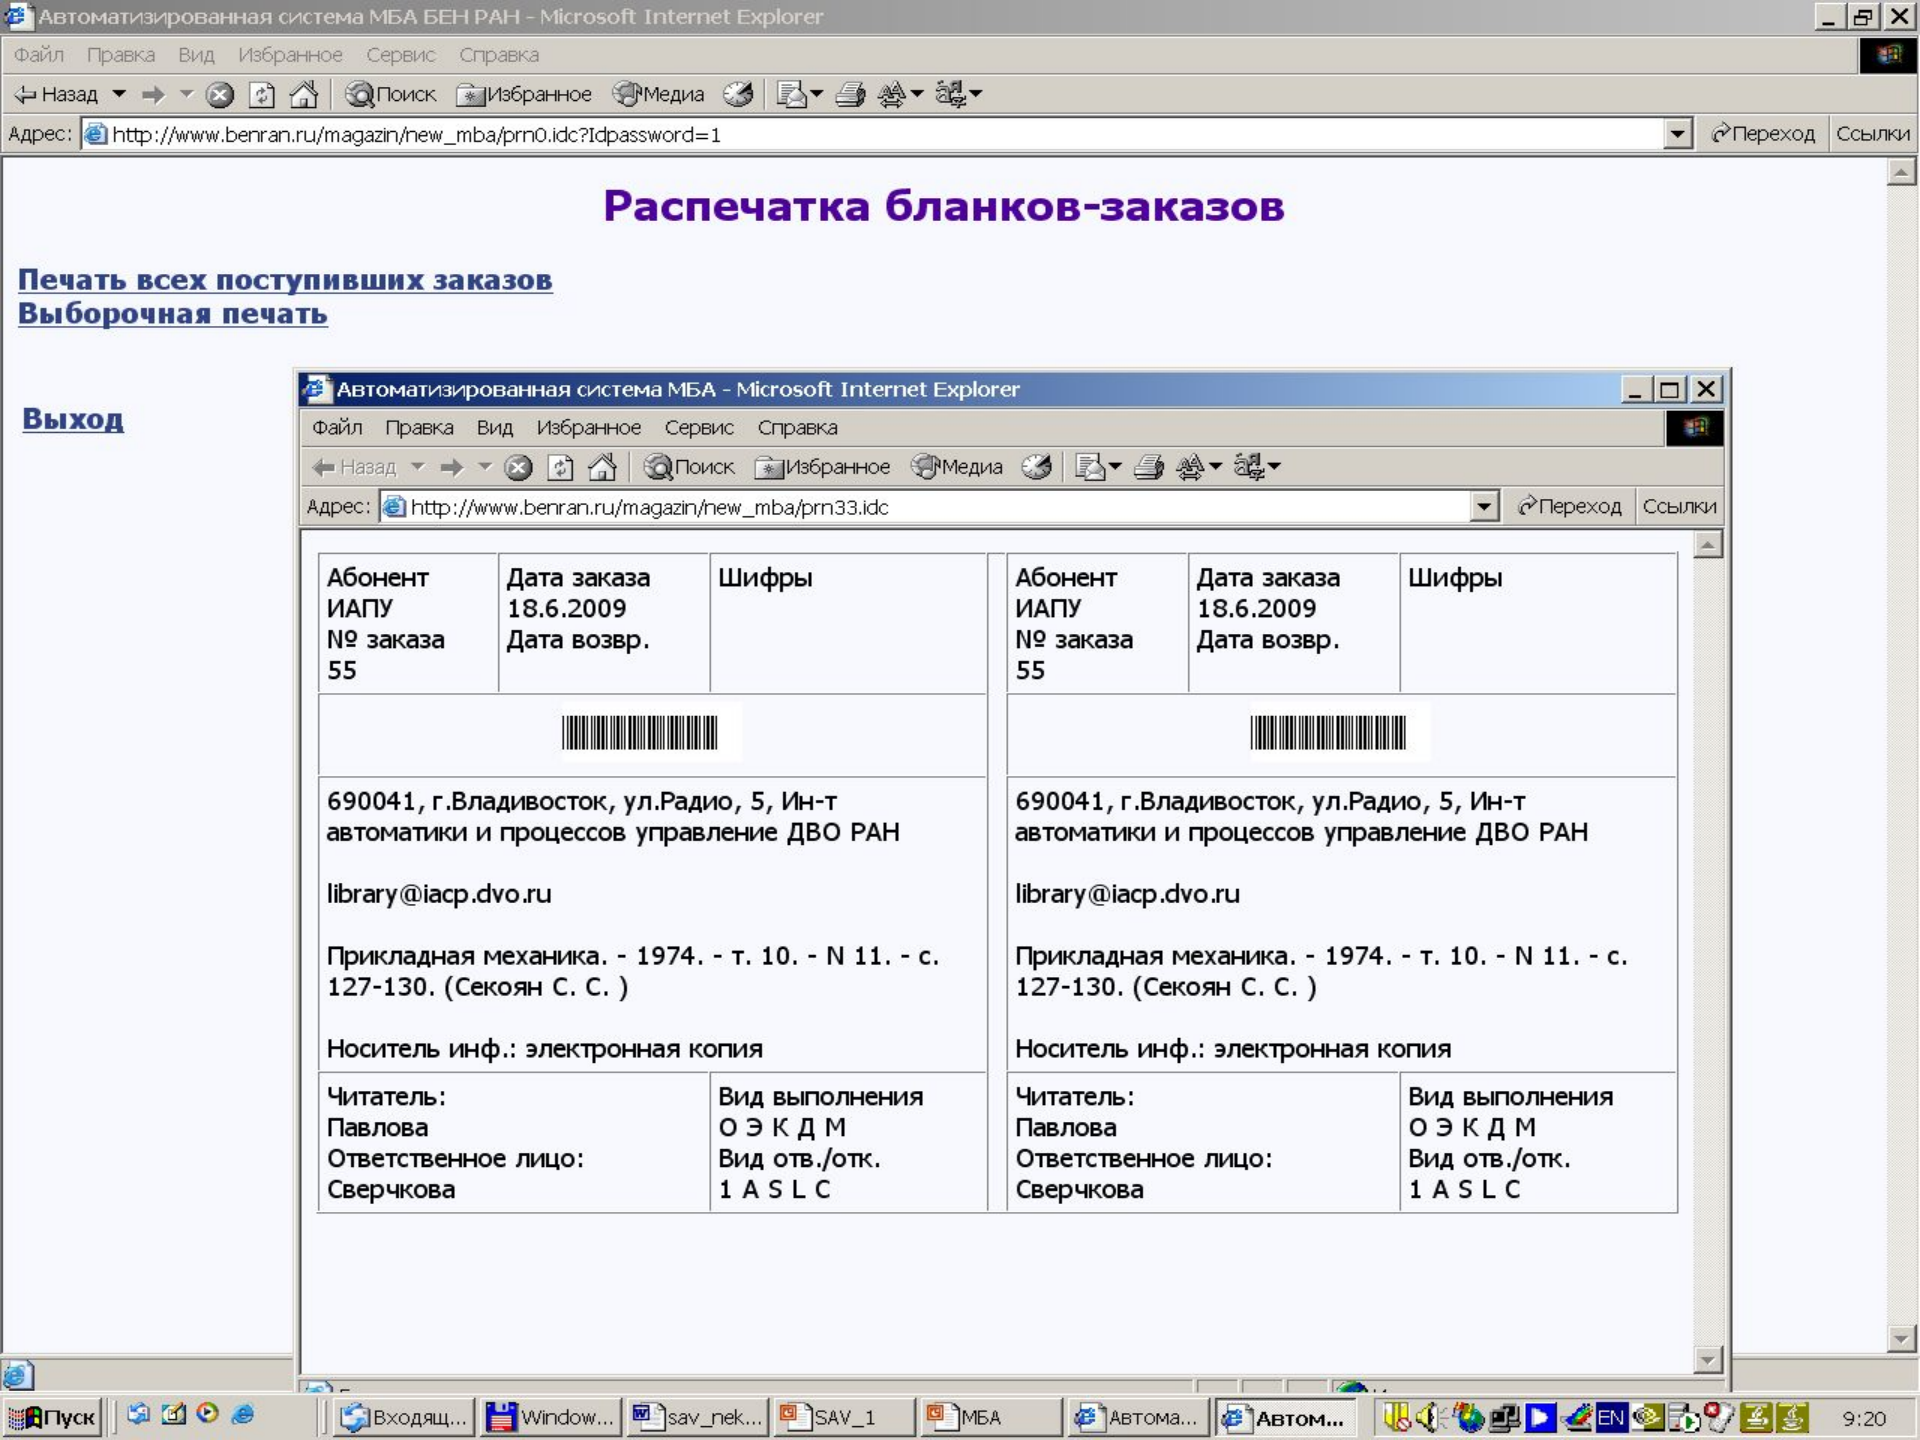 Автоматизированная система МБА БЕН РАН - Microsoft Internet Explorer
Файл Правка Вид Избранное Сервис Справка
Назад Поиск Избранное Медиа
Адрес: http://www.benran.ru/magazin/new_mba/prn0.idc?Idpassword=1 Переход Ссылки
Распечатка бланков-заказов
Печать всех поступивших заказов
Выборочная печать
Выход
Автоматизированная система МБА - Microsoft Internet Explorer
Файл Правка Вид Избранное Сервис Справка
Назад Поиск Избранное Медиа
Адрес: http://www.benran.ru/magazin/new_mba/prn33.idc Переход Ссылки
Абонент Дата заказа Шифры Абонент Дата заказа Шифры
ИАПУ 18.6.2009 ИАПУ 18.6.2009
№ заказа Дата возвр. № заказа Дата возвр.
55 55
690041, г.Владивосток, ул.Радио, 5, Ин-т 690041, г.Владивосток, ул.Радио, 5, Ин-т
автоматики и процессов управление ДВО РАН автоматики и процессов управление ДВО РАН
library@iacp.dvo.ru library@iacp.dvo.ru
Прикладная механика. - 1974. - т. 10. - N 11. - с. Прикладная механика. - 1974. - т. 10. - N 11. - с.
127-130. (Секоян С. С. ) 127-130. (Секоян С. С. )
Носитель инф.: электронная копия Носитель инф.: электронная копия
Читатель: Вид выполнения Читатель: Вид выполнения
Павлова О Э К Д М Павлова О Э К Д М
Ответственное лицо: Вид отв./отк. Ответственное лицо: Вид отв./отк.
Сверчкова 1 A S L C Сверчкова 1 A S L C
Пуск Входящ... Window... sav_nek... SAV_1 МБА Автома... Автом... EN 9:20